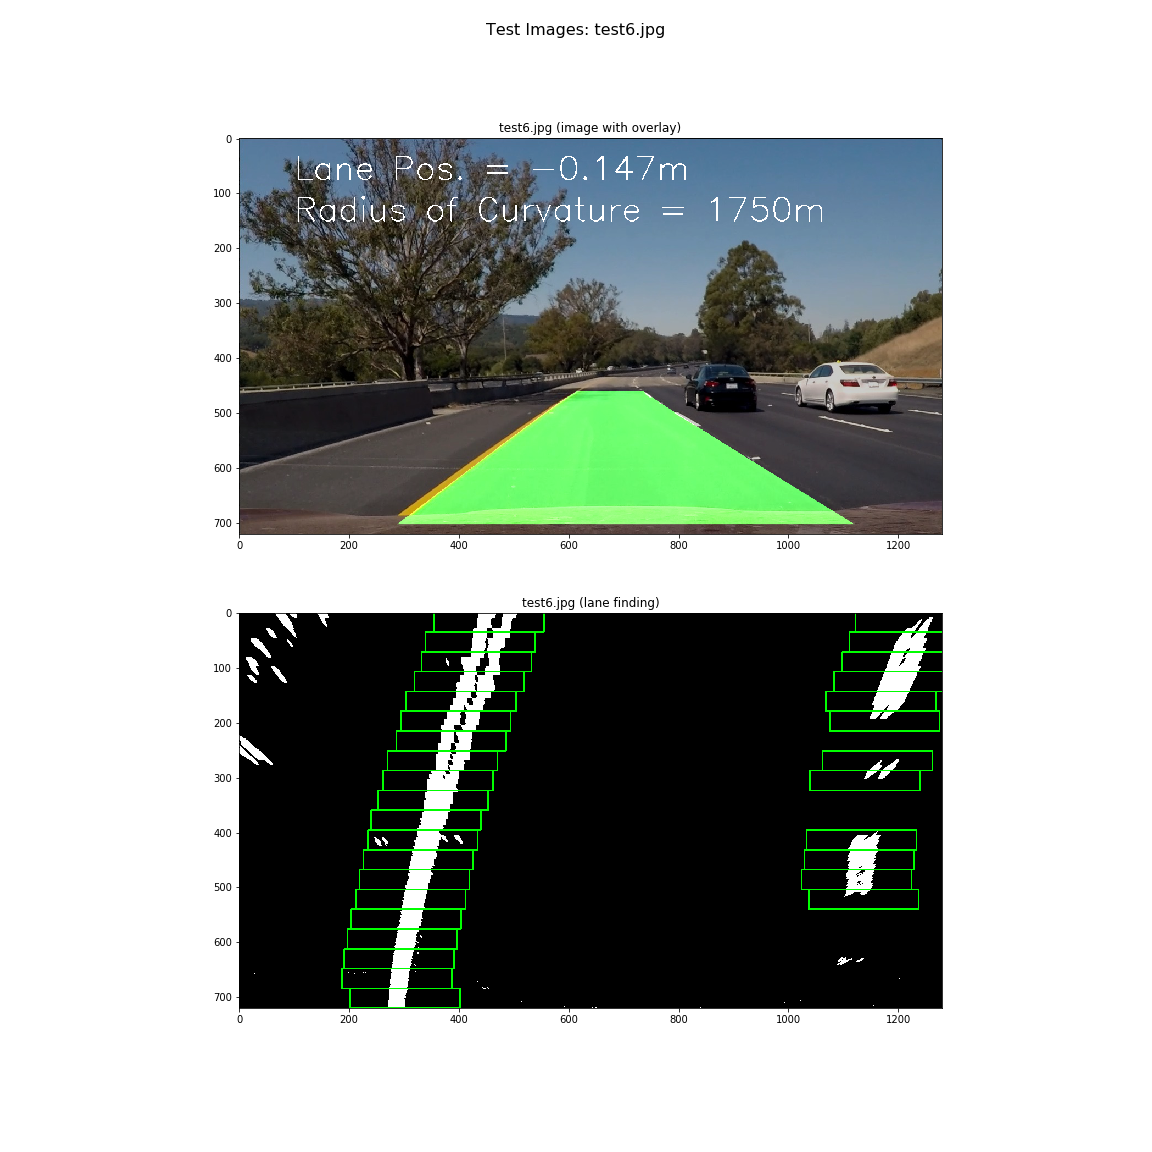 Test Images: test6.jpg
test6.jpg (image with overlay)
Lane Pos. = -0.147m
Radius of Curvature = 1750m
0
100
200
300
400
500
600
700
0 200 400 600 800 1000 1200
test6.jpg (lane finding)
0
100
200
300
400
500
600
700
0 200 400 600 800 1000 1200